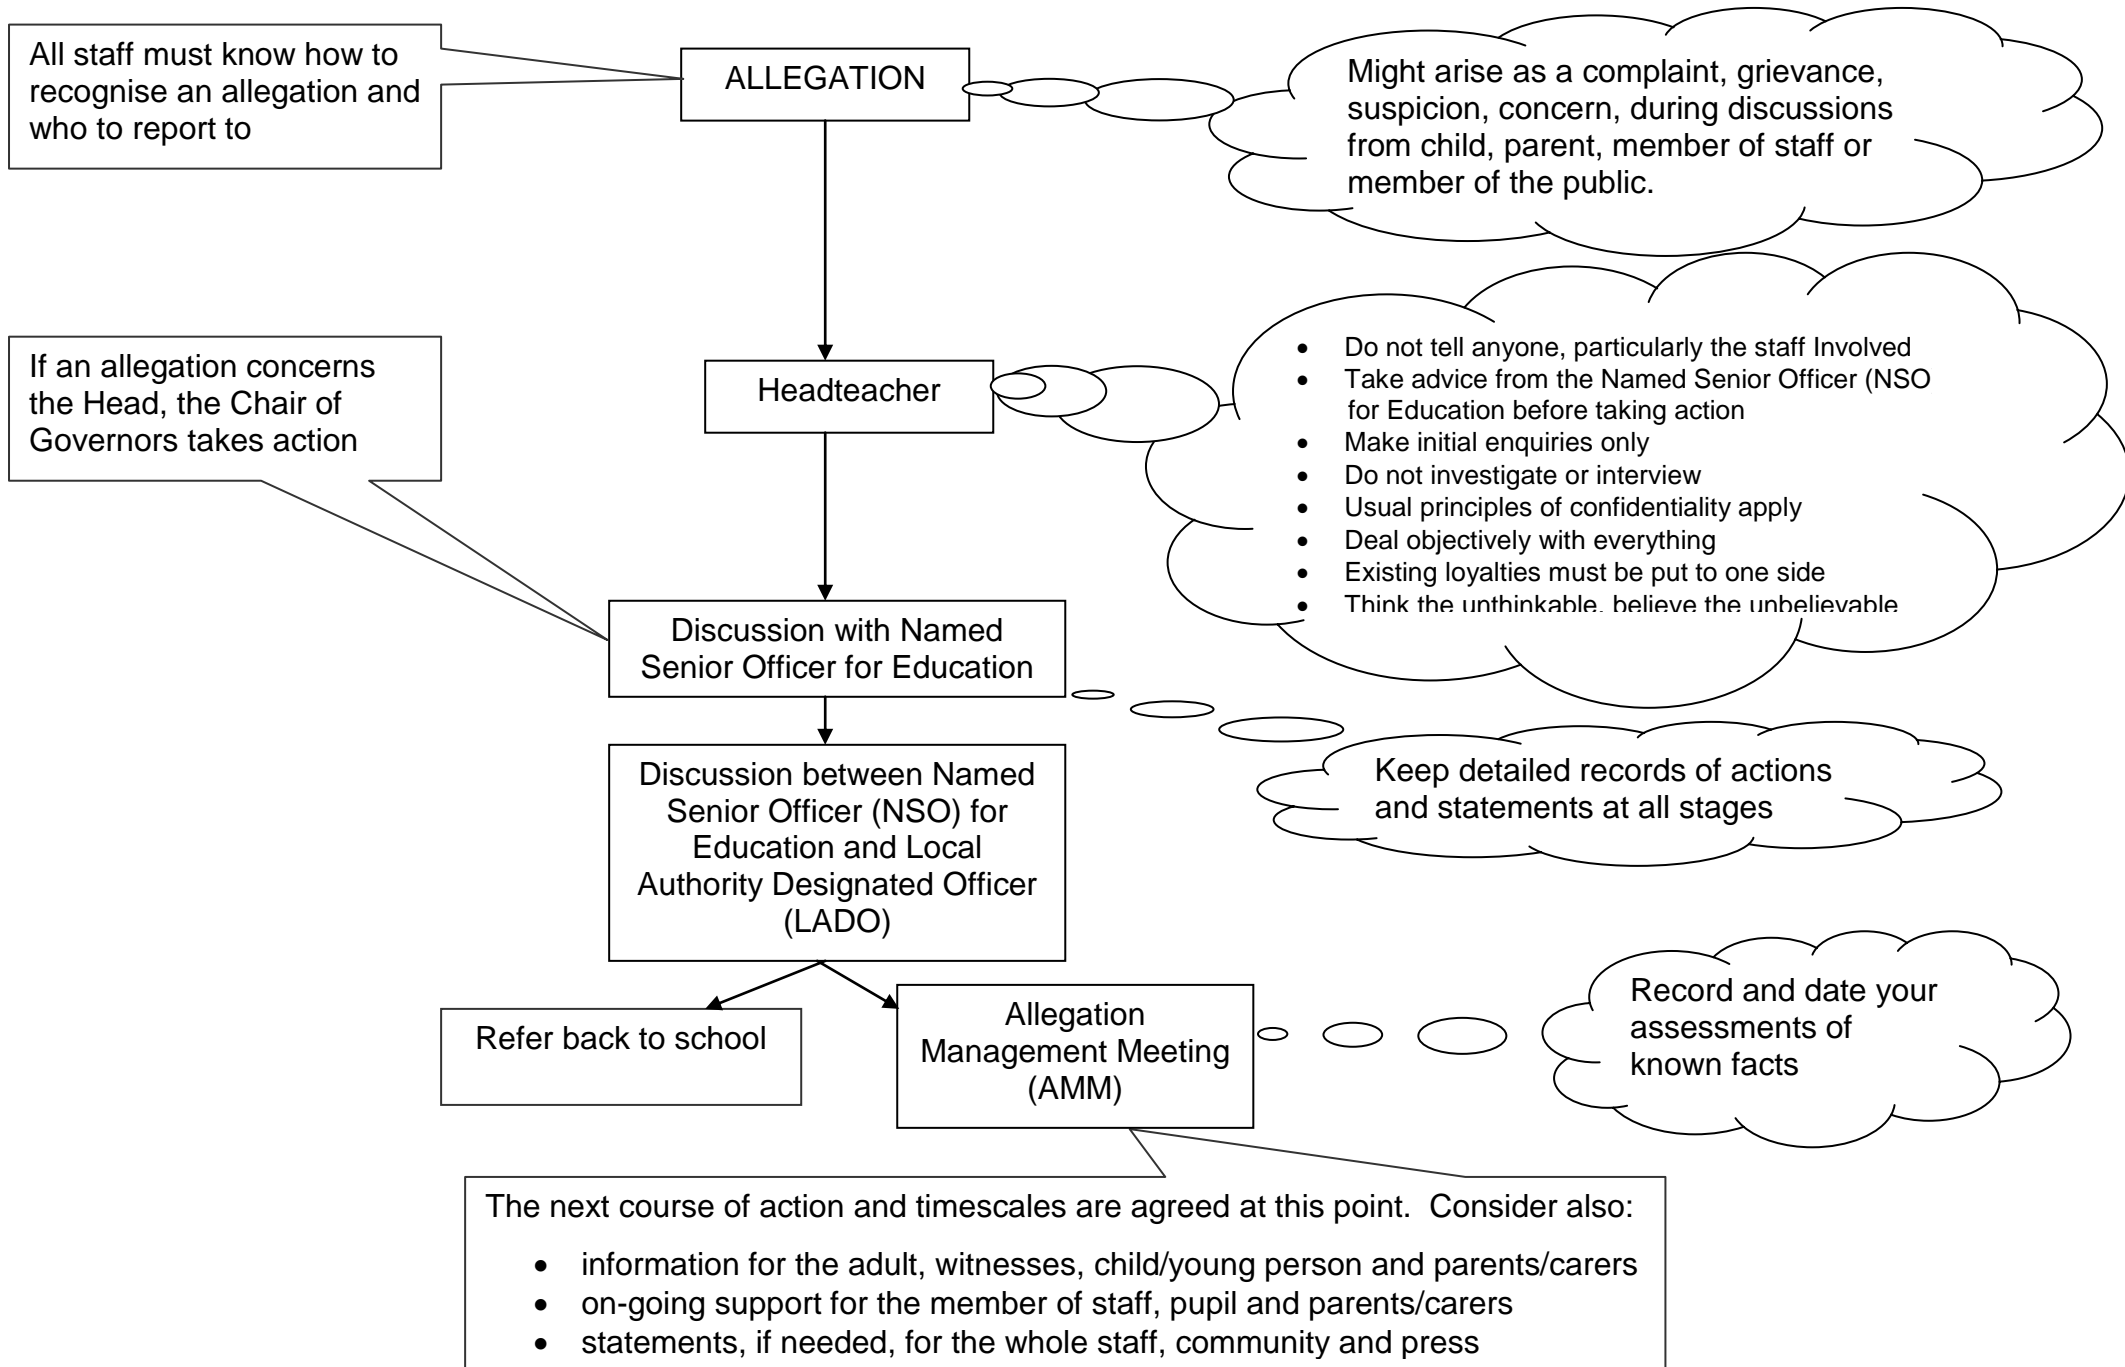 All staff must know how to
recognise an allegation and
who to report to
ALLEGATION
Might arise as a complaint, grievance,
suspicion, concern, during discussions
from child, parent, member of staff or
member of the public.
If an allegation concerns
the Head, the Chair of
Governors takes action
Headteacher
• Do not tell anyone, particularly the staff Involved
• Take advice from the Named Senior Officer (NSO
for Education before taking action
• Make initial enquiries only
• Do not investigate or interview
• Usual principles of confidentiality apply
• Deal objectively with everything
• Existing loyalties must be put to one side
• Think the unthinkable, believe the unbelievable
Discussion with Named
Senior Officer for Education
Keep detailed records of actions
and statements at all stages
Discussion between Named
Senior Officer (NSO) for
Education and Local
Authority Designated Officer
(LADO)
Refer back to school
Allegation
Management Meeting
(AMM)
Record and date your
assessments of
known facts
The next course of action and timescales are agreed at this point.  Consider also:
• information for the adult, witnesses, child/young person and parents/carers
• on-going support for the member of staff, pupil and parents/carers
• statements, if needed, for the whole staff, community and press